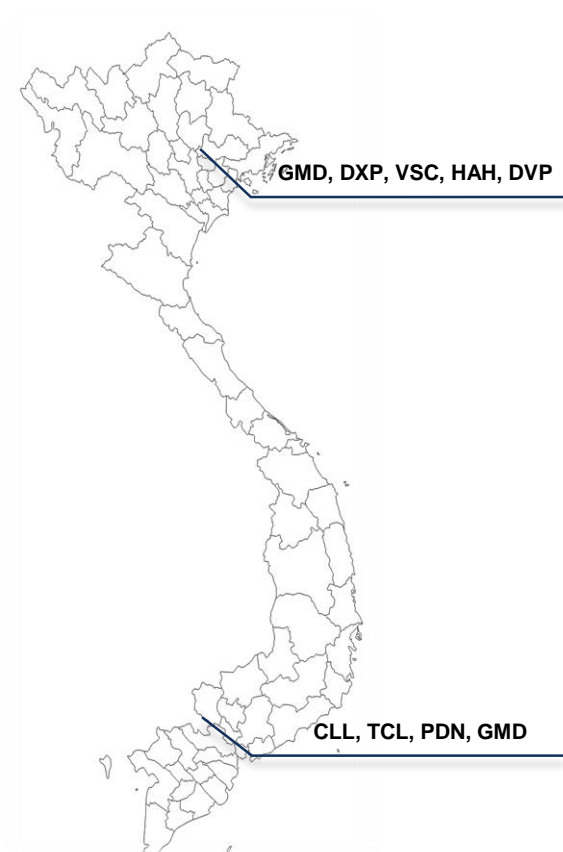 GMD, DXP, VSC, HAH, DVP
CLL, TCL, PDN, GMD